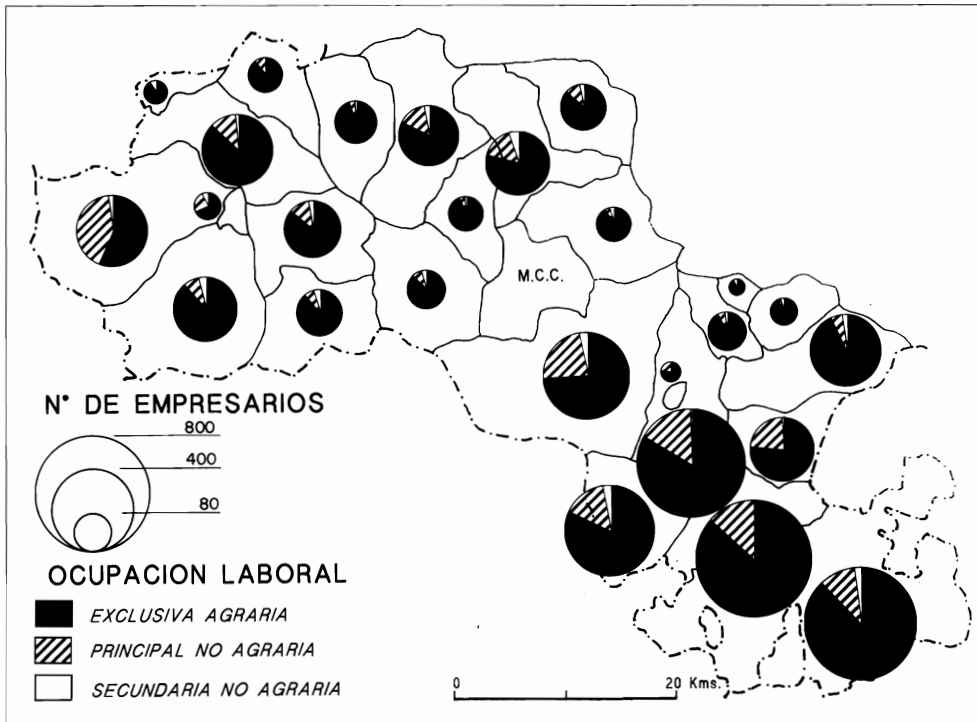 M.C.C.
N° DE EMPRESARIOS
800
400
80
OCUPACION LABORAL
EXCLUSIVA AGRARIA
PRINCIPAL NO AGRARIA
SECUNDARIA NO AGRARIA
0 20 Kms.